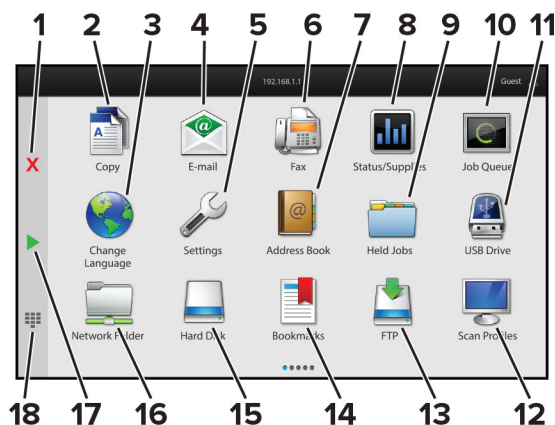 1 2 3 4 5 6 7 8 9 10 11
192.168.1.1
Guest
X
Copy E-mail Fax Status/Supplies Job Queue
Change
Language
Settings Address Book Held Jobs USB Drive
Network Folder Hard Disk Bookmarks FTP Scan Profiles
18 17 16 15 14 13 12